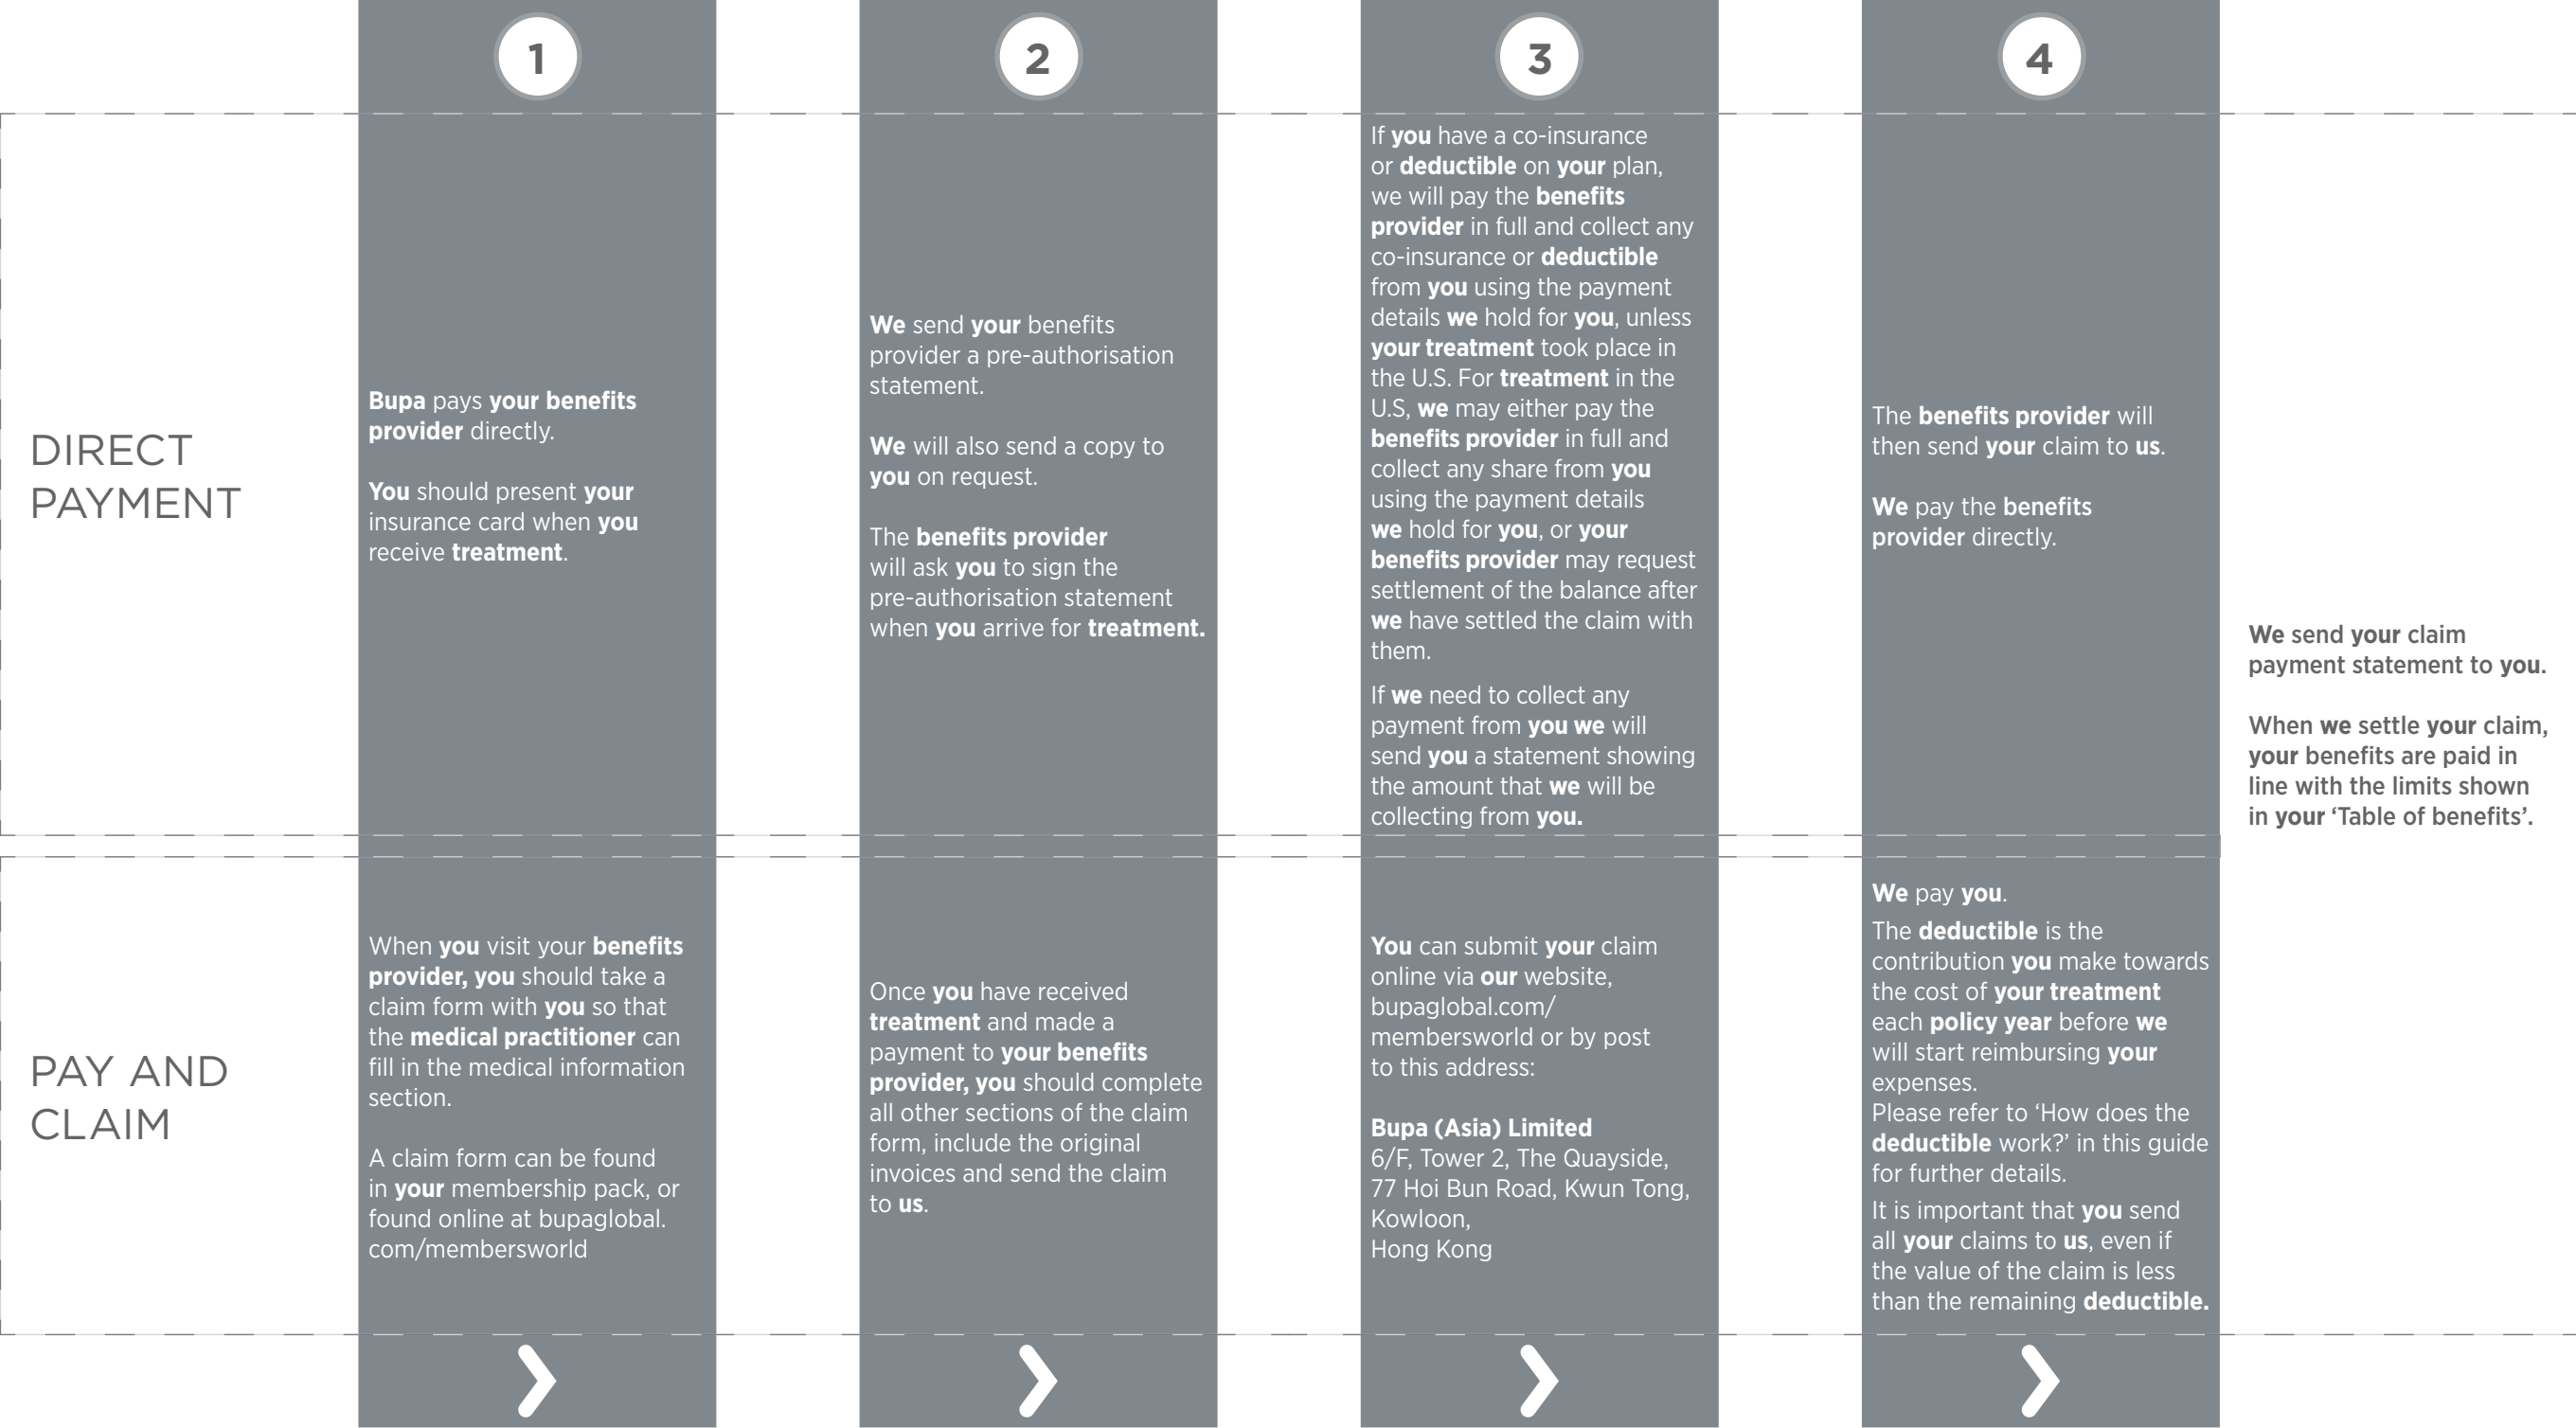 1
2
3
4
DIRECT
PAYMENT
Bupa pays your benefits
provider directly.
You should present your
insurance card when you
receive treatment.
We send your benefits
provider a pre-authorisation
statement.
We will also send a copy to
you on request.
The benefits provider
will ask you to sign the
pre-authorisation statement
when you arrive for treatment.
If you have a co-insurance
or deductible on your plan,
we will pay the benefits
provider in full and collect any
co-insurance or deductible
from you using the payment
details we hold for you, unless
your treatment took place in
the U.S. For treatment in the
U.S, we may either pay the
benefits provider in full and
collect any share from you
using the payment details
we hold for you, or your
benefits provider may request
settlement of the balance after
we have settled the claim with
them.
If we need to collect any
payment from you we will
send you a statement showing
the amount that we will be
collecting from you.
The benefits provider will
then send your claim to us.
We pay the benefits
provider directly.
PAY AND
CLAIM
When you visit your benefits
provider, you should take a
claim form with you so that
the medical practitioner can
fill in the medical information
section.
A claim form can be found
in your membership pack, or
found online at bupaglobal.
com/membersworld
Once you have received
treatment and made a
payment to your benefits
provider, you should complete
all other sections of the claim
form, include the original
invoices and send the claim
to us.
You can submit your claim
online via our website,
bupaglobal.com/
membersworld or by post
to this address:
Bupa (Asia) Limited
6/F, Tower 2, The Quayside,
77 Hoi Bun Road, Kwun Tong,
Kowloon,
Hong Kong
We pay you.
The deductible is the
contribution you make towards
the cost of your treatment
each policy year before we
will start reimbursing your
expenses.
Please refer to ‘How does the
deductible work?’ in this guide
for further details.
It is important that you send
all your claims to us, even if
the value of the claim is less
than the remaining deductible.
We send your claim
payment statement to you.
When we settle your claim,
your benefits are paid in
line with the limits shown
in your ‘Table of benefits’.